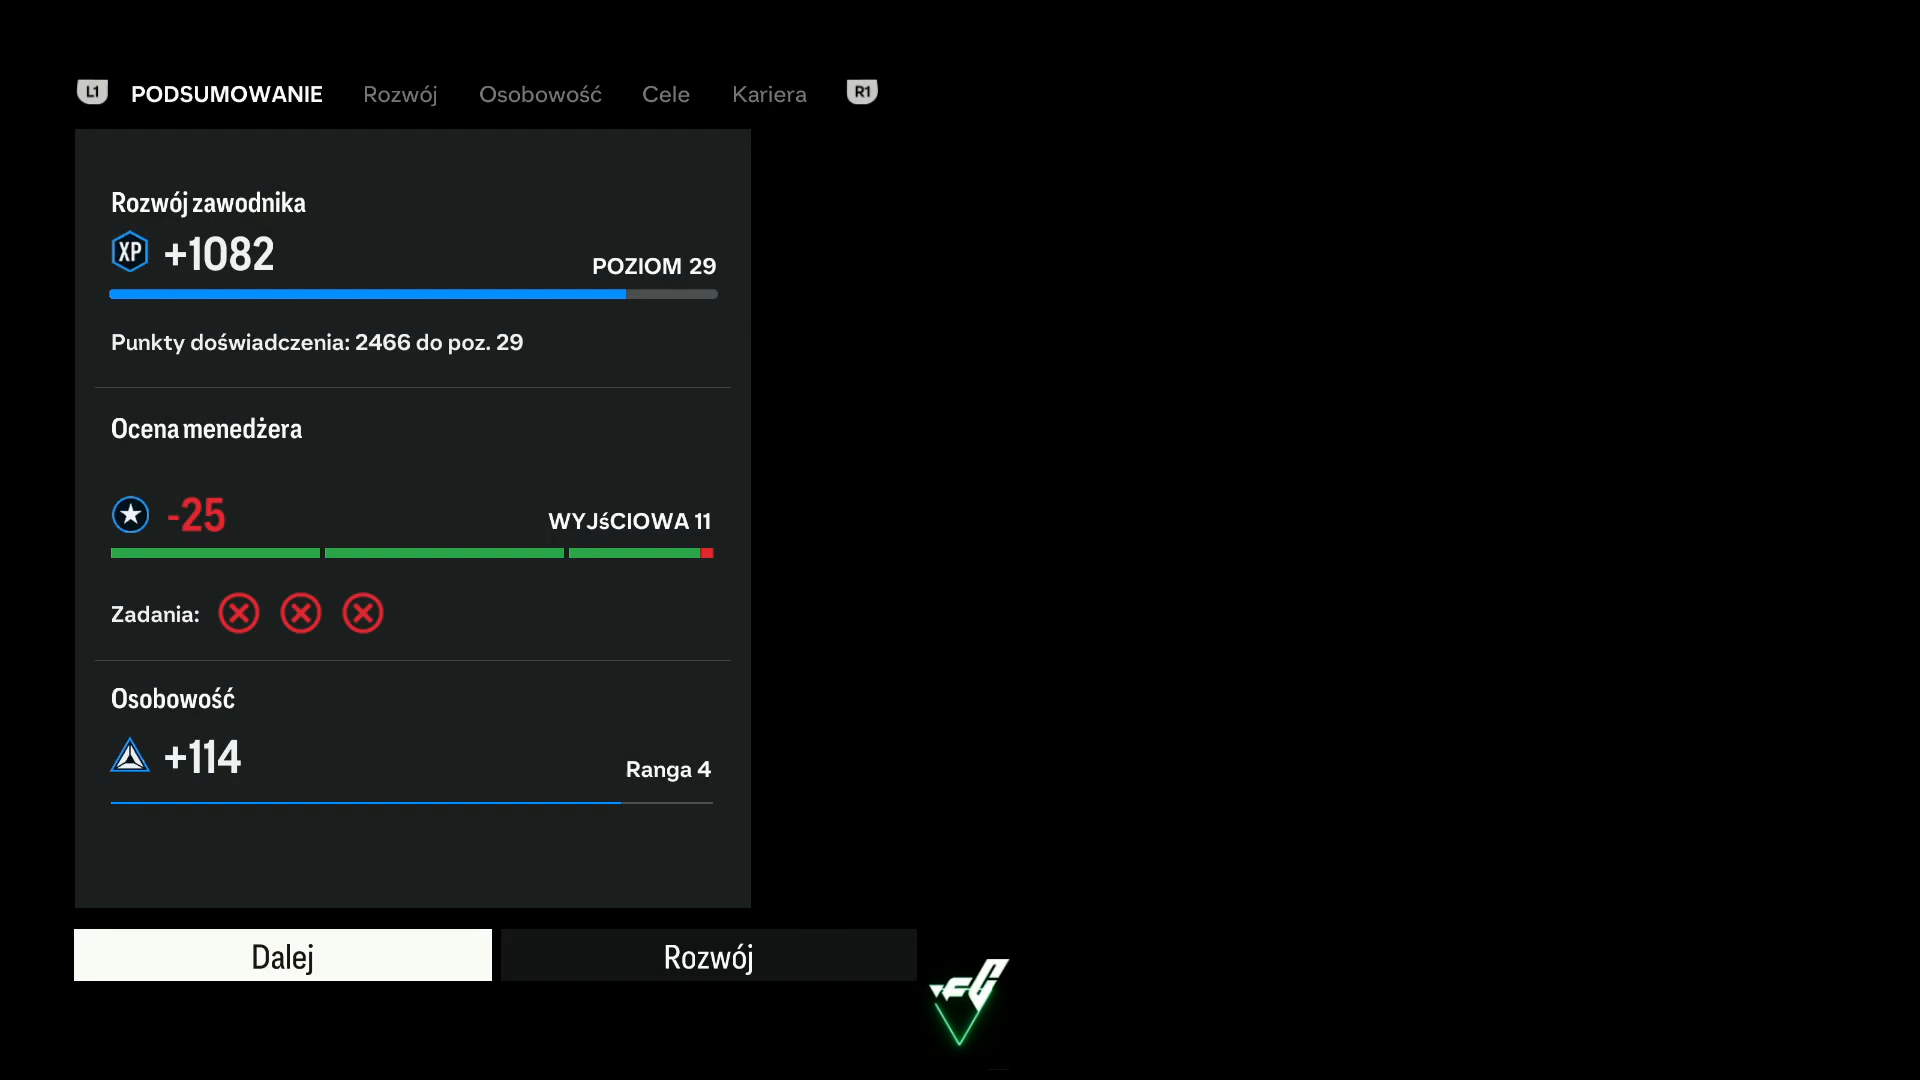 L1 PODSUMOWANIE Rozwój Osobowość Cele Kariera R1
Rozwój zawodnika
XP +1082
POZIOM 29
Punkty doświadczenia: 2466 do poz. 29
Ocena menedżera
-25
WYJśCIOWA 11
Zadania:
Osobowość
+114
Ranga 4
Dalej
Rozwój
FC